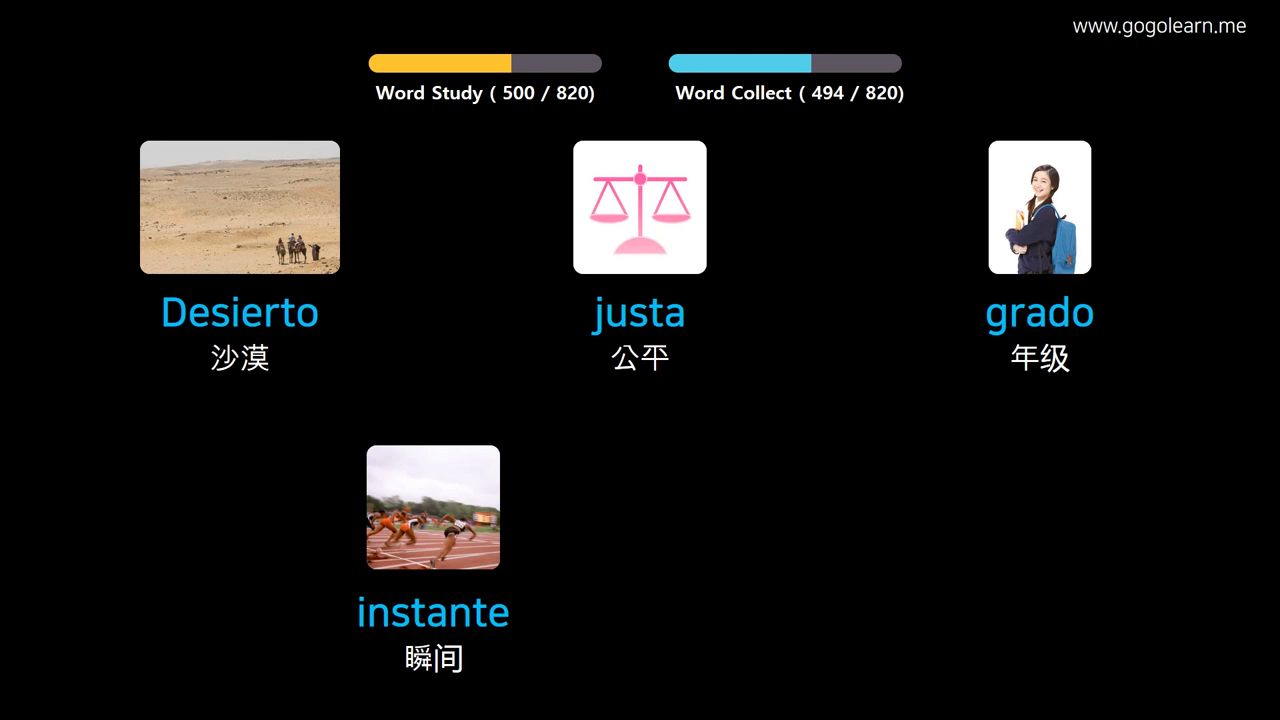 www.gogolearn.me
Word Study ( 500 / 820)
Word Collect ( 494 / 820)
Desierto
沙漠
justa
公平
grado
年级
instante
瞬间